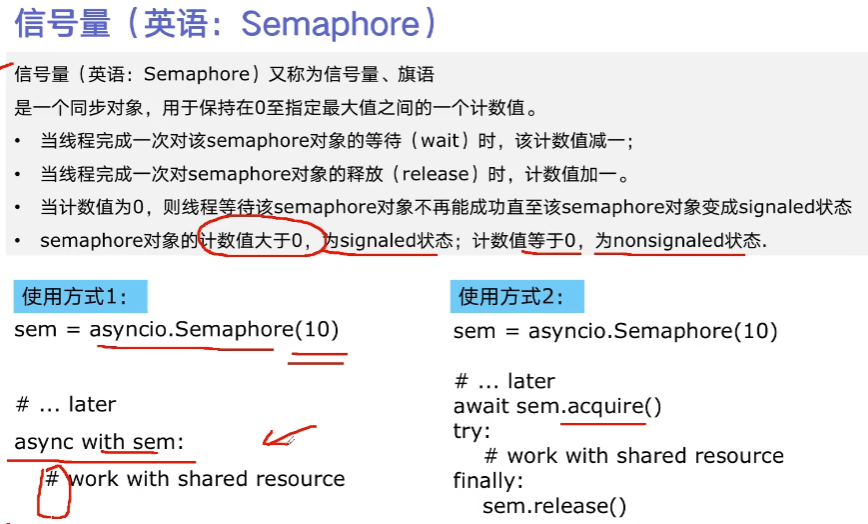 信号量（英语：Semaphore）
信号量（英语：Semaphore）又称为信号量、旗语
是一个同步对象，用于保持在0至指定最大值之间的一个计数值。
• 当线程完成一次对该semaphore对象的等待（wait）时，该计数值减一；
• 当线程完成一次对semaphore对象的释放（release）时，计数值加一。
• 当计数值为0，则线程等待该semaphore对象不再能成功直至该semaphore对象变成signaled状态
• semaphore对象的计数值大于0，为signaled状态；计数值等于0，为nonsignaled状态.
使用方式1：
sem = asyncio.Semaphore(10)
# ... later
async with sem:
# work with shared resource
使用方式2：
sem = asyncio.Semaphore(10)
# ... later
await sem.acquire()
try:
# work with shared resource
finally:
sem.release()